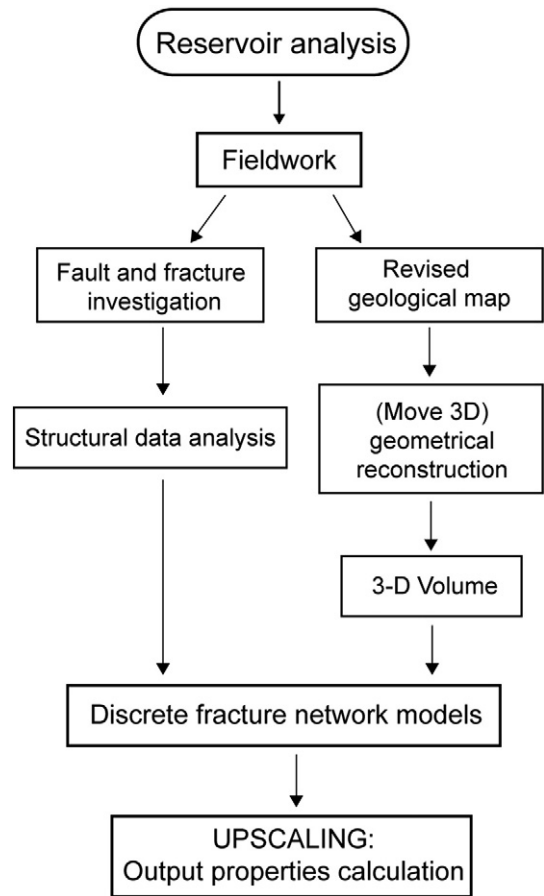 Reservoir analysis
Fieldwork
Fault and fracture
investigation
Revised
geological map
Structural data analysis
(Move 3D)
geometrical
reconstruction
3-D Volume
Discrete fracture network models
UPSCALING:
Output properties calculation